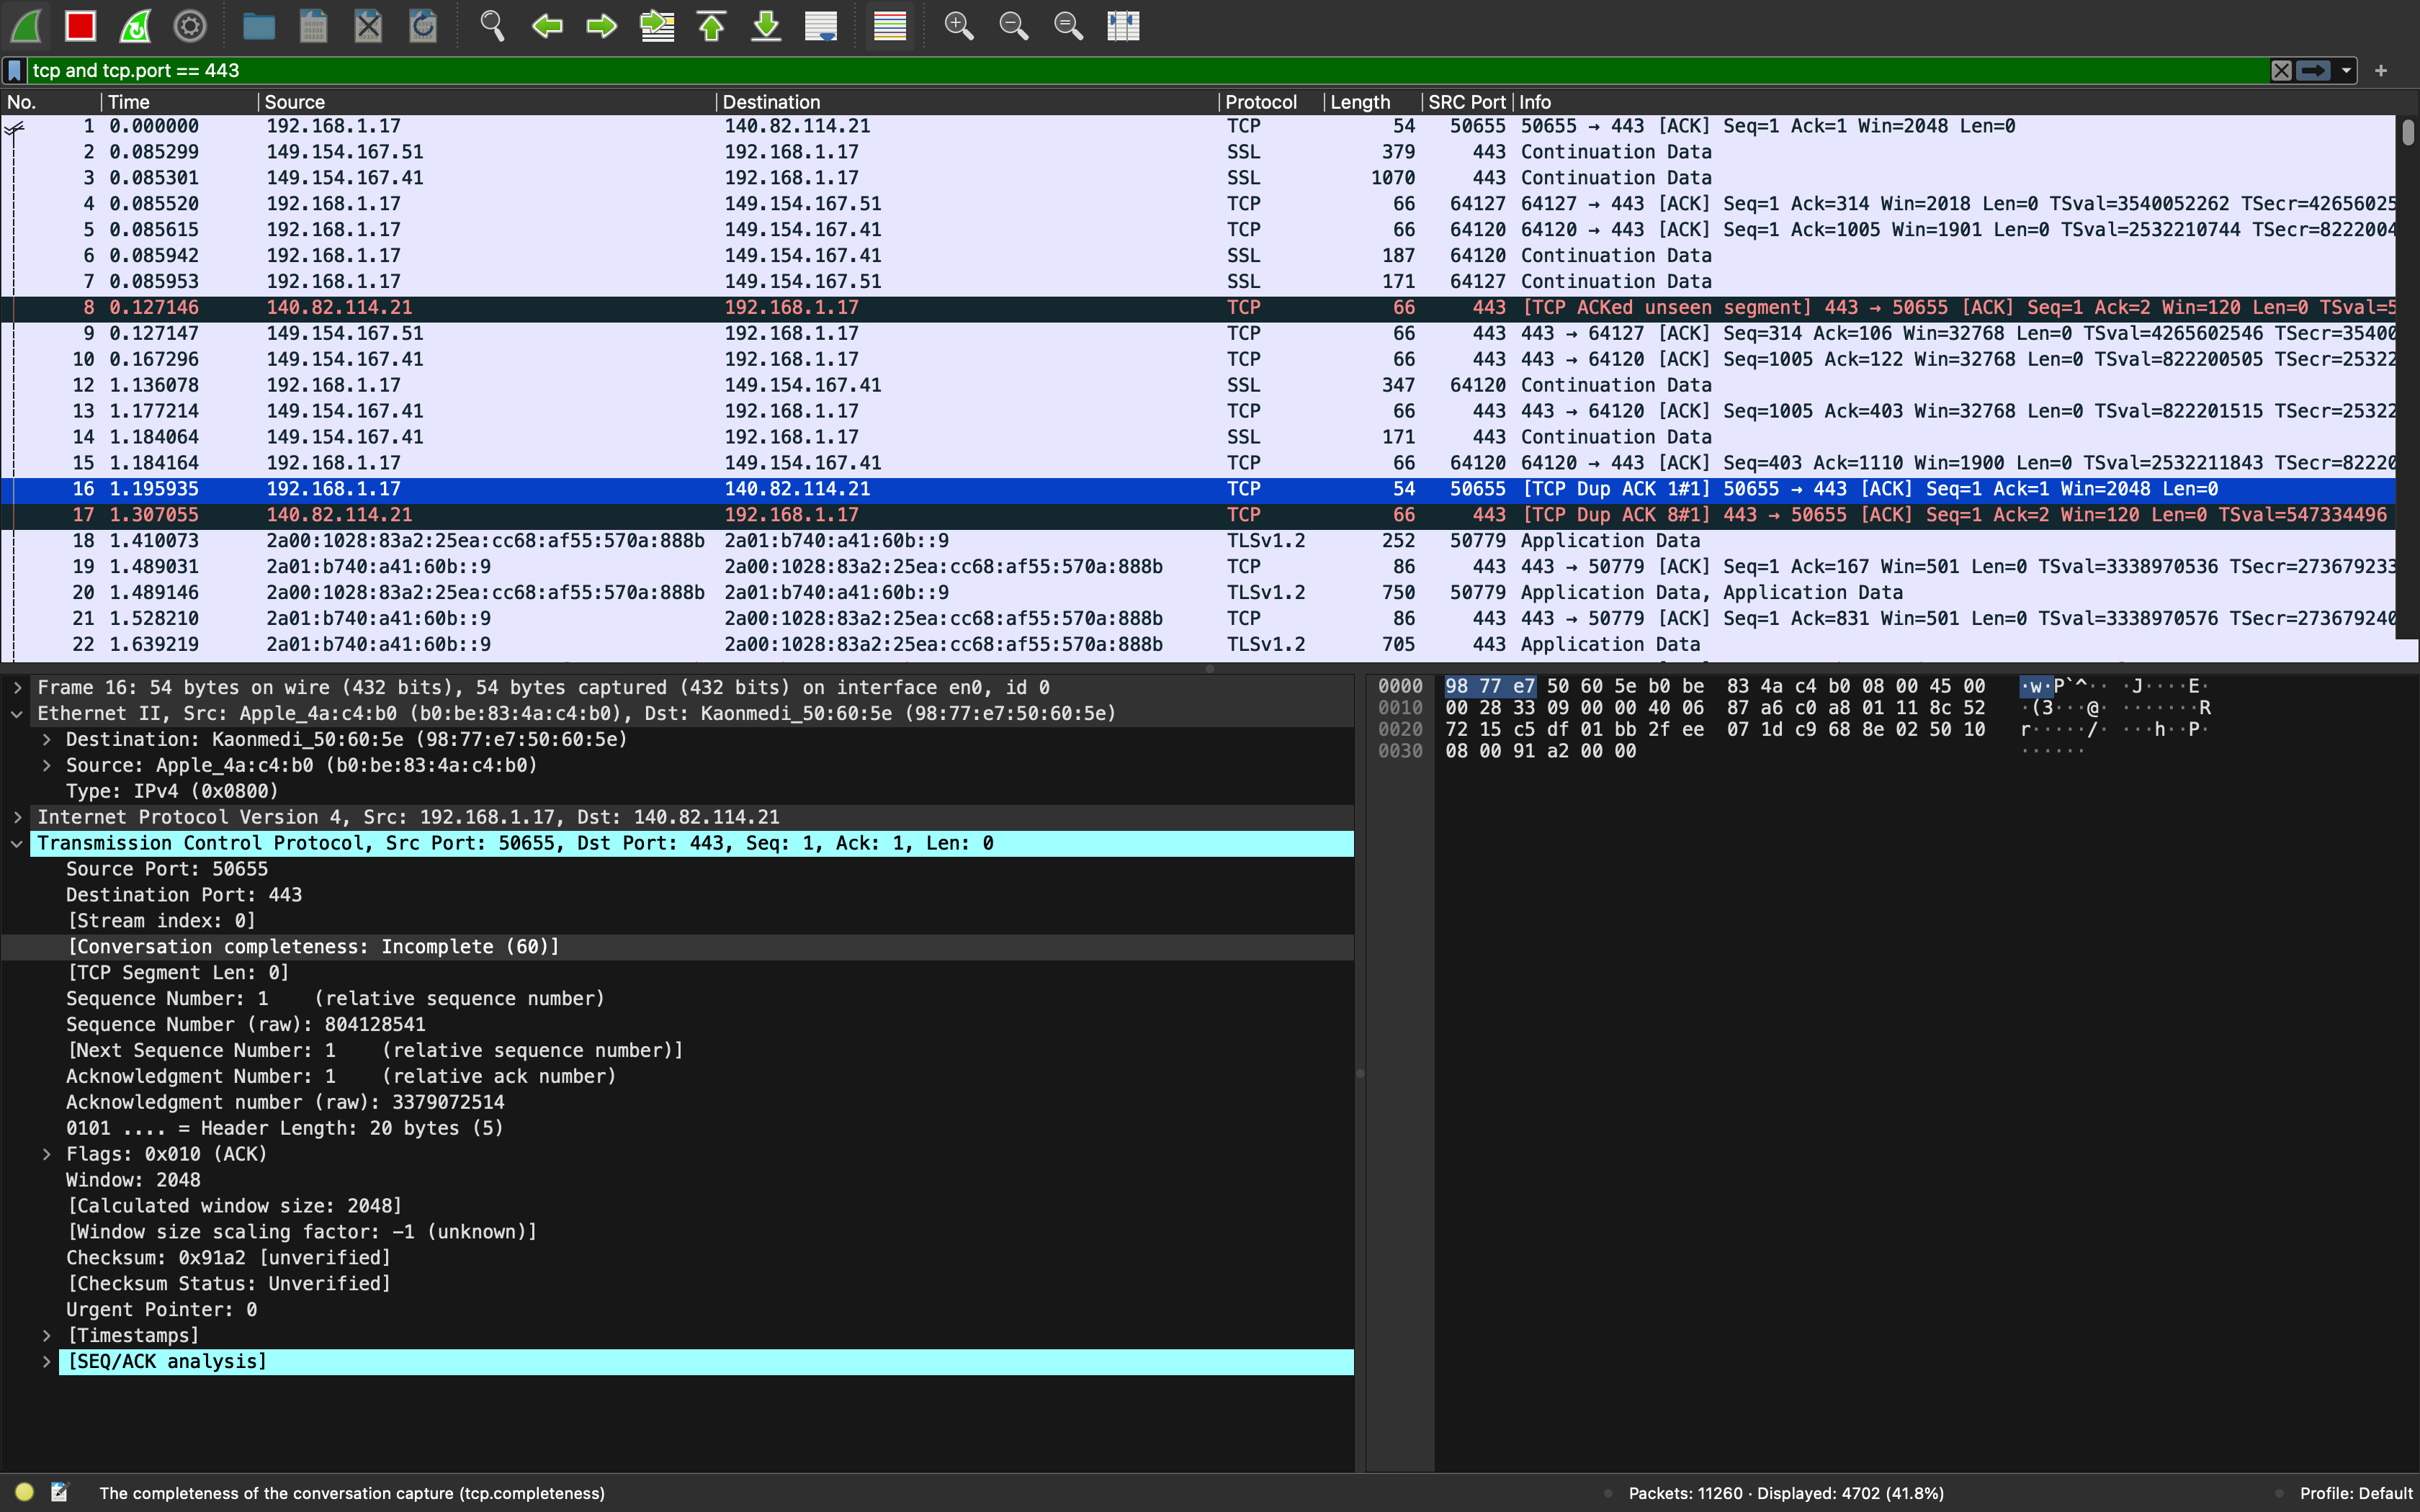 tcp and tcp.port == 443
No. Time Source Destination Protocol Length SRC Port Info
1 0.000000 192.168.1.17 140.82.114.21 TCP 54 50655 50655 → 443 [ACK] Seq=1 Ack=1 Win=2048 Len=0
2 0.085299 149.154.167.51 192.168.1.17 SSL 379 443 Continuation Data
3 0.085301 149.154.167.41 192.168.1.17 SSL 1070 443 Continuation Data
4 0.085520 192.168.1.17 149.154.167.51 TCP 66 64127 64127 → 443 [ACK] Seq=1 Ack=314 Win=2018 Len=0 TSval=3540052262 TSecr=42656025
5 0.085615 192.168.1.17 149.154.167.41 TCP 66 64120 64120 → 443 [ACK] Seq=1 Ack=1005 Win=1901 Len=0 TSval=2532210744 TSecr=8222004
6 0.085942 192.168.1.17 149.154.167.41 SSL 187 64120 Continuation Data
7 0.085953 192.168.1.17 149.154.167.51 SSL 171 64127 Continuation Data
8 0.127146 140.82.114.21 192.168.1.17 TCP 66 443 [TCP ACKed unseen segment] 443 → 50655 [ACK] Seq=1 Ack=2 Win=120 Len=0 TSval=5
9 0.127147 149.154.167.51 192.168.1.17 TCP 66 443 443 → 64127 [ACK] Seq=314 Ack=106 Win=32768 Len=0 TSval=4265602546 TSecr=35400
10 0.167296 149.154.167.41 192.168.1.17 TCP 66 443 443 → 64120 [ACK] Seq=1005 Ack=122 Win=32768 Len=0 TSval=822200505 TSecr=25322
12 1.136078 192.168.1.17 149.154.167.41 SSL 347 64120 Continuation Data
13 1.177214 149.154.167.41 192.168.1.17 TCP 66 443 443 → 64120 [ACK] Seq=1005 Ack=403 Win=32768 Len=0 TSval=822201515 TSecr=25322
14 1.184064 149.154.167.41 192.168.1.17 SSL 171 443 Continuation Data
15 1.184164 192.168.1.17 149.154.167.41 TCP 66 64120 64120 → 443 [ACK] Seq=403 Ack=1110 Win=1900 Len=0 TSval=2532211843 TSecr=82220
16 1.195935 192.168.1.17 140.82.114.21 TCP 54 50655 [TCP Dup ACK 1#1] 50655 → 443 [ACK] Seq=1 Ack=1 Win=2048 Len=0
17 1.307055 140.82.114.21 192.168.1.17 TCP 66 443 [TCP Dup ACK 8#1] 443 → 50655 [ACK] Seq=1 Ack=2 Win=120 Len=0 TSval=547334496
18 1.410073 2a00:1028:83a2:25ea:cc68:af55:570a:888b 2a01:b740:a41:60b::9 TLSv1.2 252 50779 Application Data
19 1.489031 2a01:b740:a41:60b::9 2a00:1028:83a2:25ea:cc68:af55:570a:888b TCP 86 443 443 → 50779 [ACK] Seq=1 Ack=167 Win=501 Len=0 TSval=3338970536 TSecr=273679233
20 1.489146 2a00:1028:83a2:25ea:cc68:af55:570a:888b 2a01:b740:a41:60b::9 TLSv1.2 750 50779 Application Data, Application Data
21 1.528210 2a01:b740:a41:60b::9 2a00:1028:83a2:25ea:cc68:af55:570a:888b TCP 86 443 443 → 50779 [ACK] Seq=1 Ack=831 Win=501 Len=0 TSval=3338970576 TSecr=273679240
22 1.639219 2a01:b740:a41:60b::9 2a00:1028:83a2:25ea:cc68:af55:570a:888b TLSv1.2 705 443 Application Data
Frame 16: 54 bytes on wire (432 bits), 54 bytes captured (432 bits) on interface en0, id 0
Ethernet II, Src: Apple_4a:c4:b0 (b0:be:83:4a:c4:b0), Dst: Kaonmedi_50:60:5e (98:77:e7:50:60:5e)
Destination: Kaonmedi_50:60:5e (98:77:e7:50:60:5e)
Source: Apple_4a:c4:b0 (b0:be:83:4a:c4:b0)
Type: IPv4 (0x0800)
Internet Protocol Version 4, Src: 192.168.1.17, Dst: 140.82.114.21
Transmission Control Protocol, Src Port: 50655, Dst Port: 443, Seq: 1, Ack: 1, Len: 0
Source Port: 50655
Destination Port: 443
[Stream index: 0]
[Conversation completeness: Incomplete (60)]
[TCP Segment Len: 0]
Sequence Number: 1 (relative sequence number)
Sequence Number (raw): 804128541
[Next Sequence Number: 1 (relative sequence number)]
Acknowledgment Number: 1 (relative ack number)
Acknowledgment number (raw): 3379072514
0101 .... = Header Length: 20 bytes (5)
Flags: 0x010 (ACK)
Window: 2048
[Calculated window size: 2048]
[Window size scaling factor: -1 (unknown)]
Checksum: 0x91a2 [unverified]
[Checksum Status: Unverified]
Urgent Pointer: 0
[Timestamps]
[SEQ/ACK analysis]
0000 98 77 e7 50 60 5e b0 be 83 4a c4 b0 08 00 45 00 ·w·P`^·· ·J····E·
0010 00 28 33 09 00 00 40 06 87 a6 c0 a8 01 11 8c 52 ·(3···@· ·······R
0020 72 15 c5 df 01 bb 2f ee 07 1d c9 68 8e 02 50 10 r·····/· ···h··P·
0030 08 00 91 a2 00 00 ······
The completeness of the conversation capture (tcp.completeness)
Packets: 11260 · Displayed: 4702 (41.8%)
Profile: Default